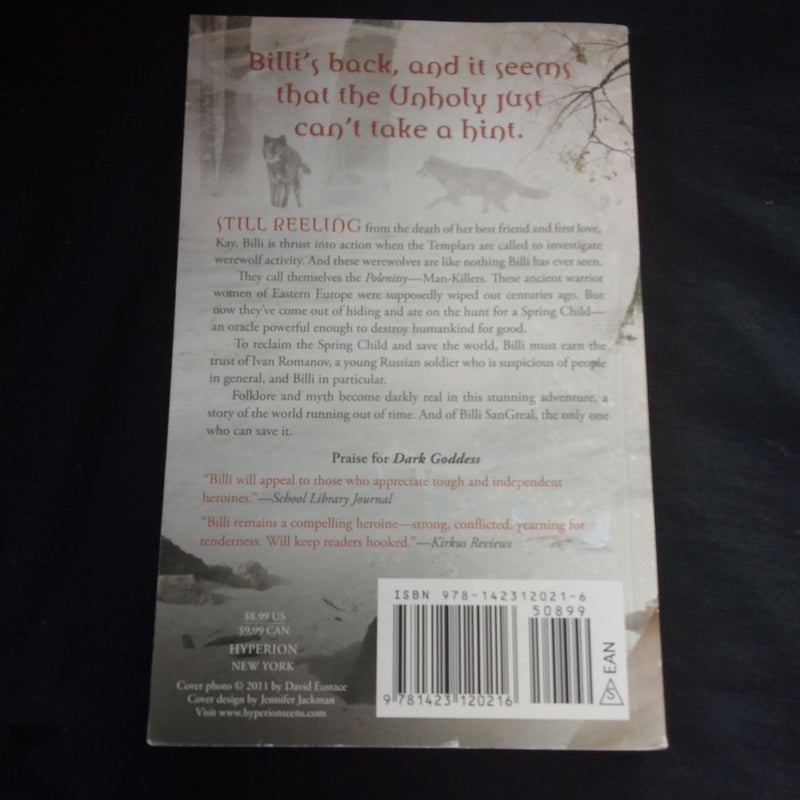 Billi's back, and it seems
that the Unholy just
can't take a hint.
STILL REELING from the death of her best friend and first love,
Kay, Billi is thrust into action when the Templars are called to investigate
werewolf activity. And these werewolves are like nothing Billi has ever seen.
They call themselves the Polenitsy—Man-Killers. These ancient warrior
women of Eastern Europe were supposedly wiped out centuries ago. But
now they've come out of hiding and are on the hunt for a Spring Child—
an oracle powerful enough to destroy humankind for good.
To reclaim the Spring Child and save the world, Billi must earn the
trust of Ivan Romanov, a young Russian soldier who is suspicious of people
in general, and Billi in particular.
Folklore and myth become darkly real in this stunning adventure, a
story of the world running out of time. And of Billi SanGreal, the only one
who can save it.
Praise for Dark Goddess
"Billi will appeal to those who appreciate tough and independent
heroines."—School Library Journal
"Billi remains a compelling heroine—strong, conflicted, yearning for
tenderness. Will keep readers hooked."—Kirkus Reviews
$8.99 US
$9.99 CAN
HYPERION
NEW YORK
Cover photo © 2011 by David Eustace
Cover design by Jennifer Jackman
Visit www.hyperionteens.com
ISBN 978-142312021-6
50899
9 781423 120216
S EAN